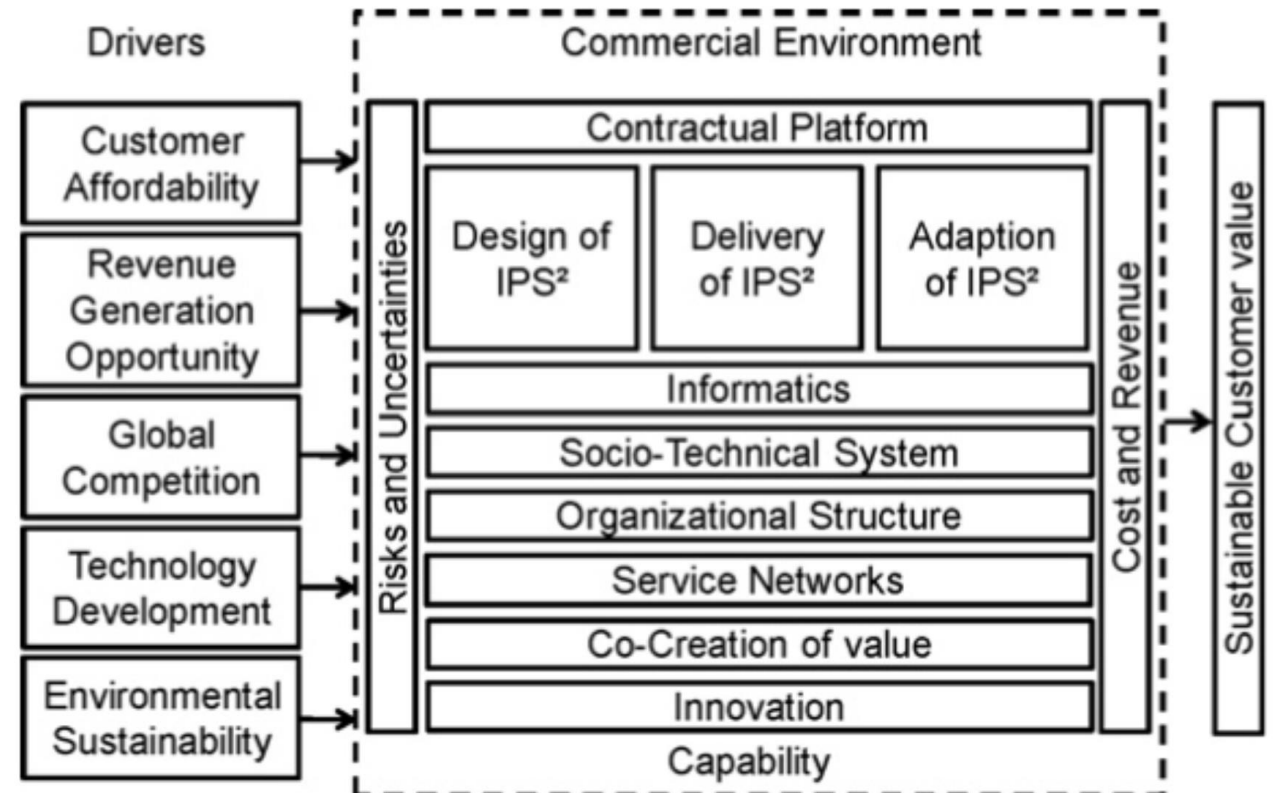 Drivers
Commercial Environment
Customer
Affordability
Revenue
Generation
Opportunity
Global
Competition
Technology
Development
Environmental
Sustainability
Risks and Uncertainties
Contractual Platform
Design of
IPS²
Delivery
of IPS²
Adaption
of IPS²
Informatics
Socio-Technical System
Organizational Structure
Service Networks
Co-Creation of value
Innovation
Capability
Cost and Revenue
Sustainable Customer value